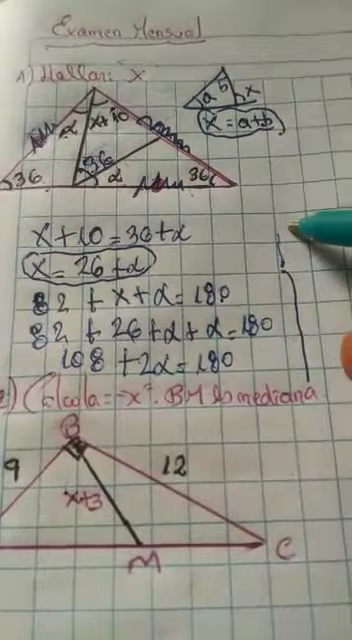 Examen Mensual
1) Hallar: X
a b x
x = a+b
α x+10
36
36 α 36
x+10 = 36+α
x = 26+α
82 + x+α = 180
82 + 26+α+α = 180
108 + 2α = 180
2) Calcula = "x". BM es mediana
B
9 12
x+3
M C